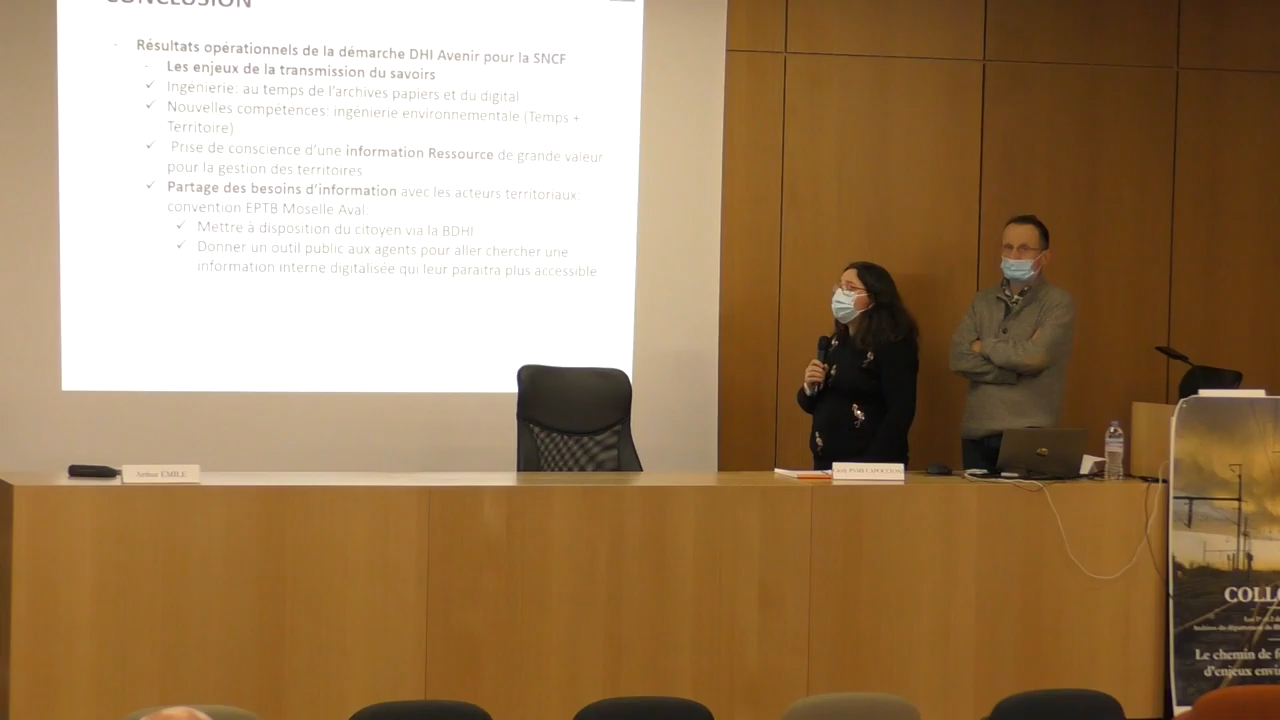 CONCLUSION
- Résultats opérationnels de la démarche DHI Avenir pour la SNCF
- Les enjeux de la transmission du savoirs
✓ Ingénierie: au temps de l'archives papiers et du digital
✓ Nouvelles compétences: ingénierie environnementale (Temps +
Territoire)
✓ Prise de conscience d'une information Ressource de grande valeur
pour la gestion des territoires
✓ Partage des besoins d'information avec les acteurs territoriaux:
convention EPTB Moselle Aval:
✓ Mettre à disposition du citoyen via la BDHI
✓ Donner un outil public aux agents pour aller chercher une
information interne digitalisée qui leur paraitra plus accessible
Arthur EMILE
COLL
Le chemin de f
d'enjeux envi